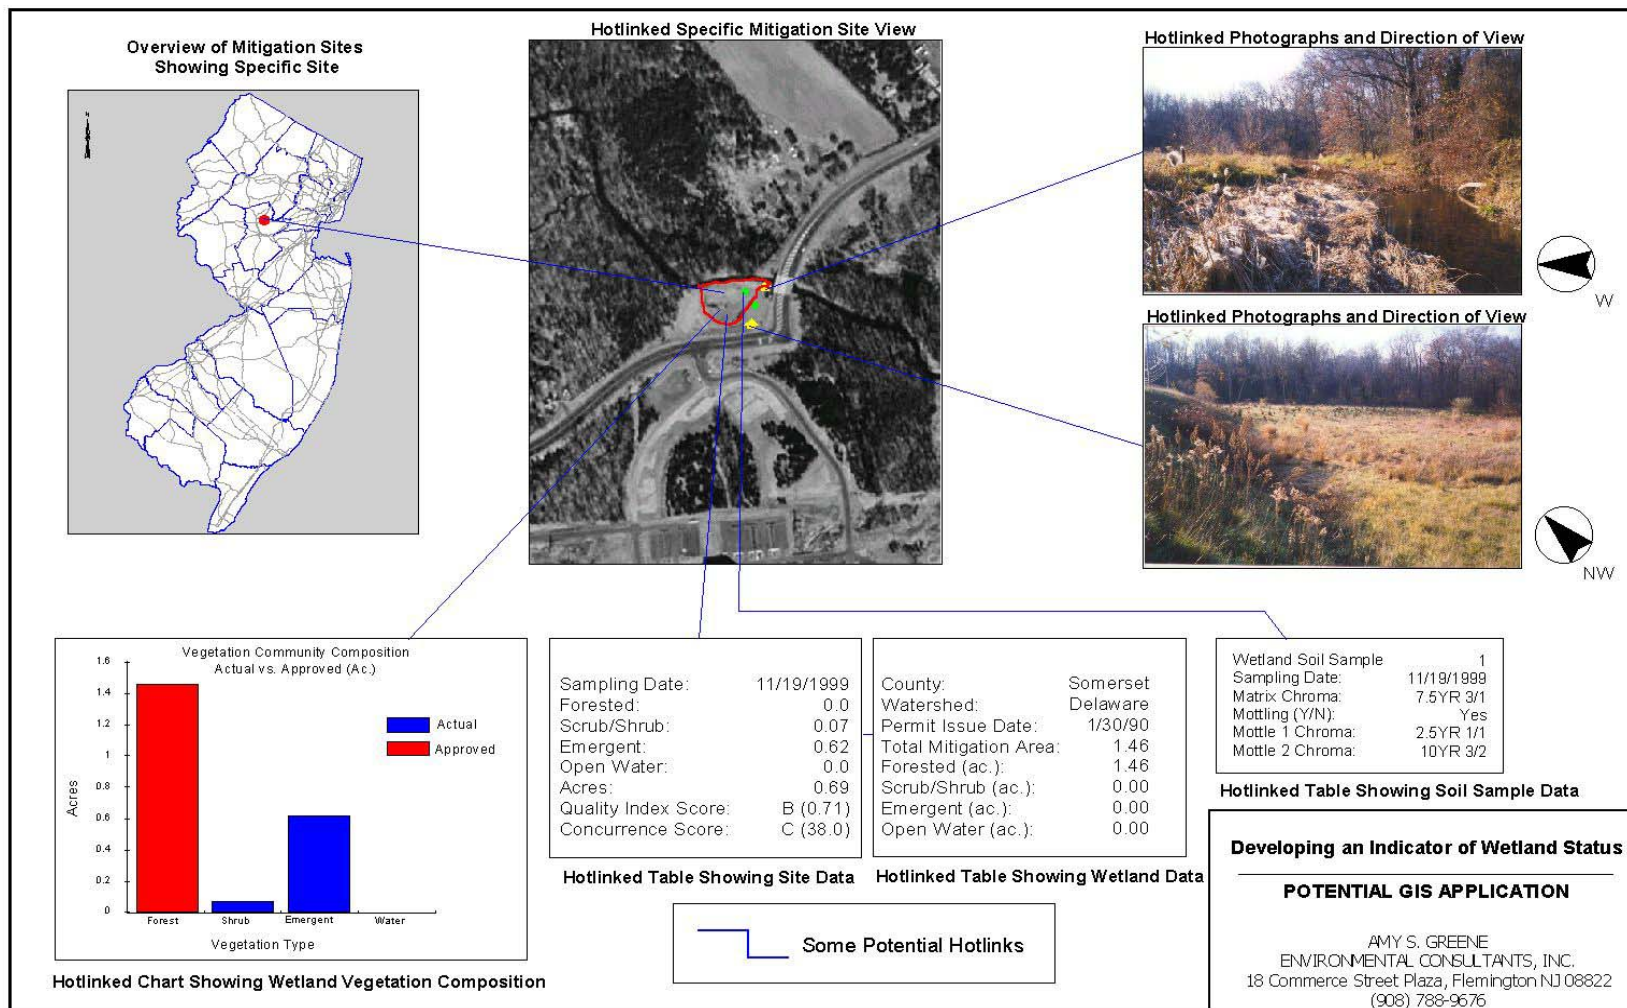 Overview of Mitigation Sites
Showing Specific Site
Hotlinked Specific Mitigation Site View
Hotlinked Photographs and Direction of View
W
Hotlinked Photographs and Direction of View
NW
Vegetation Community Composition
Actual vs. Approved (Ac.)
1.6
1.4
1.2
1
0.8
0.6
0.4
0.2
0
Acres
Actual
Approved
Forest Shrub Emergent Water
Vegetation Type
Hotlinked Chart Showing Wetland Vegetation Composition
Sampling Date: 11/19/1999
Forested: 0.0
Scrub/Shrub: 0.07
Emergent: 0.62
Open Water: 0.0
Acres: 0.69
Quality Index Score: B (0.71)
Concurrence Score: C (38.0)
Hotlinked Table Showing Site Data
County: Somerset
Watershed: Delaware
Permit Issue Date: 1/30/90
Total Mitigation Area: 1.46
Forested (ac.): 1.46
Scrub/Shrub (ac.): 0.00
Emergent (ac.): 0.00
Open Water (ac.): 0.00
Hotlinked Table Showing Wetland Data
Wetland Soil Sample 1
Sampling Date: 11/19/1999
Matrix Chroma: 7.5YR 3/1
Mottling (Y/N): Yes
Mottle 1 Chroma: 2.5YR 1/1
Mottle 2 Chroma: 10YR 3/2
Hotlinked Table Showing Soil Sample Data
Some Potential Hotlinks
Developing an Indicator of Wetland Status
POTENTIAL GIS APPLICATION
AMY S. GREENE
ENVIRONMENTAL CONSULTANTS, INC.
18 Commerce Street Plaza, Flemington NJ 08822
(908) 788-9676